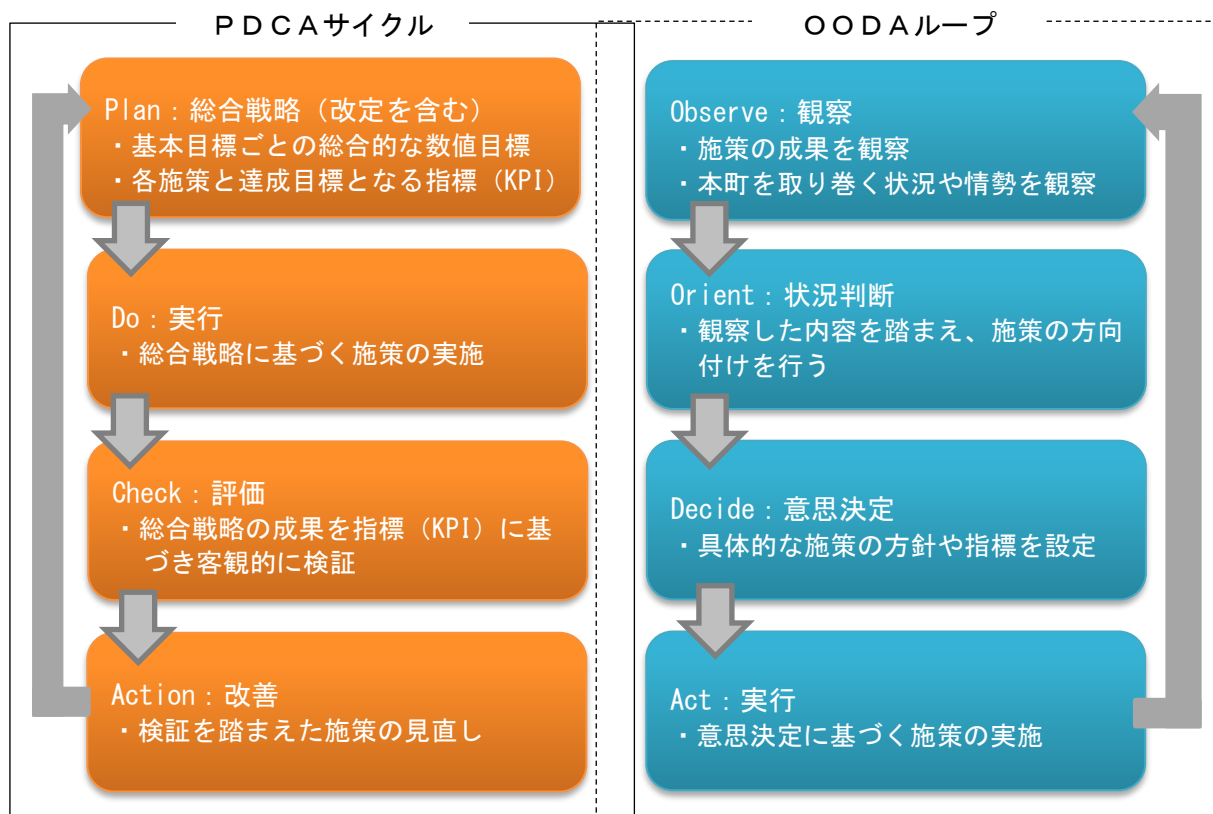 ＰＤＣＡサイクル
Plan：総合戦略（改定を含む）
・基本目標ごとの総合的な数値目標
・各施策と達成目標となる指標（KPI）
Do：実行
・総合戦略に基づく施策の実施
Check：評価
・総合戦略の成果を指標（KPI）に基
づき客観的に検証
Action：改善
・検証を踏まえた施策の見直し
ＯＯＤＡループ
Observe：観察
・施策の成果を観察
・本町を取り巻く状況や情勢を観察
Orient：状況判断
・観察した内容を踏まえ、施策の方向
付けを行う
Decide：意思決定
・具体的な施策の方針や指標を設定
Act：実行
・意思決定に基づく施策の実施